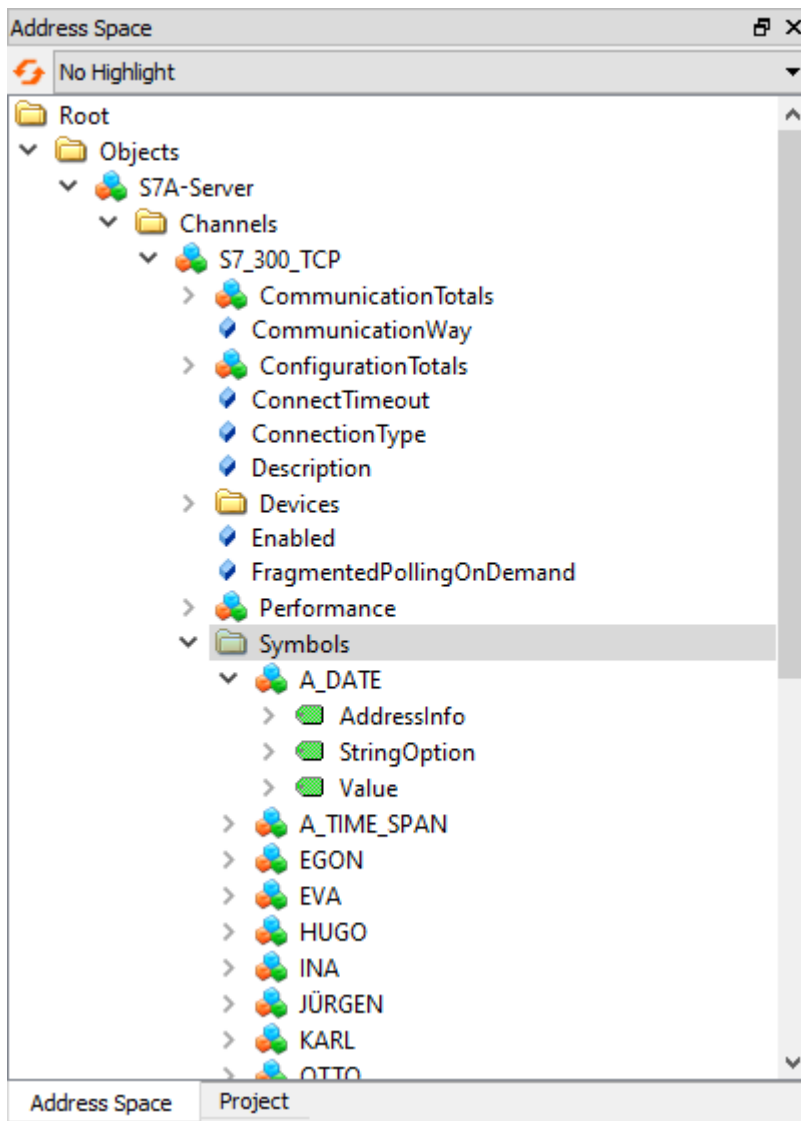 Address Space
No Highlight
Root
Objects
S7A-Server
Channels
S7_300_TCP
CommunicationTotals
CommunicationWay
ConfigurationTotals
ConnectTimeout
ConnectionType
Description
Devices
Enabled
FragmentedPollingOnDemand
Performance
Symbols
A_DATE
AddressInfo
StringOption
Value
A_TIME_SPAN
EGON
EVA
HUGO
INA
JÜRGEN
KARL
OTTO
Address Space Project